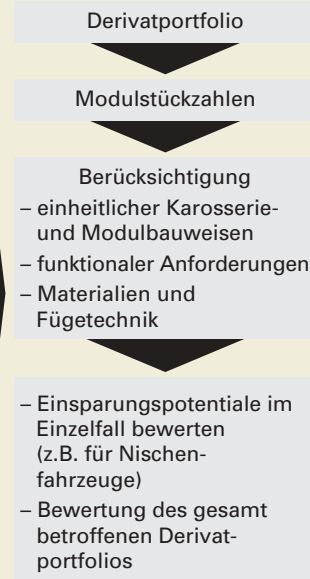 Derivatportfolio
Modulstückzahlen
Berücksichtigung
– einheitlicher Karosserie-
und Modulbauweisen
– funktionaler Anforderungen
– Materialien und
Fügetechnik
– Einsparungspotentiale im
Einzelfall bewerten
(z.B. für Nischen-
fahrzeuge)
– Bewertung des gesamt
betroffenen Derivat-
portfolios